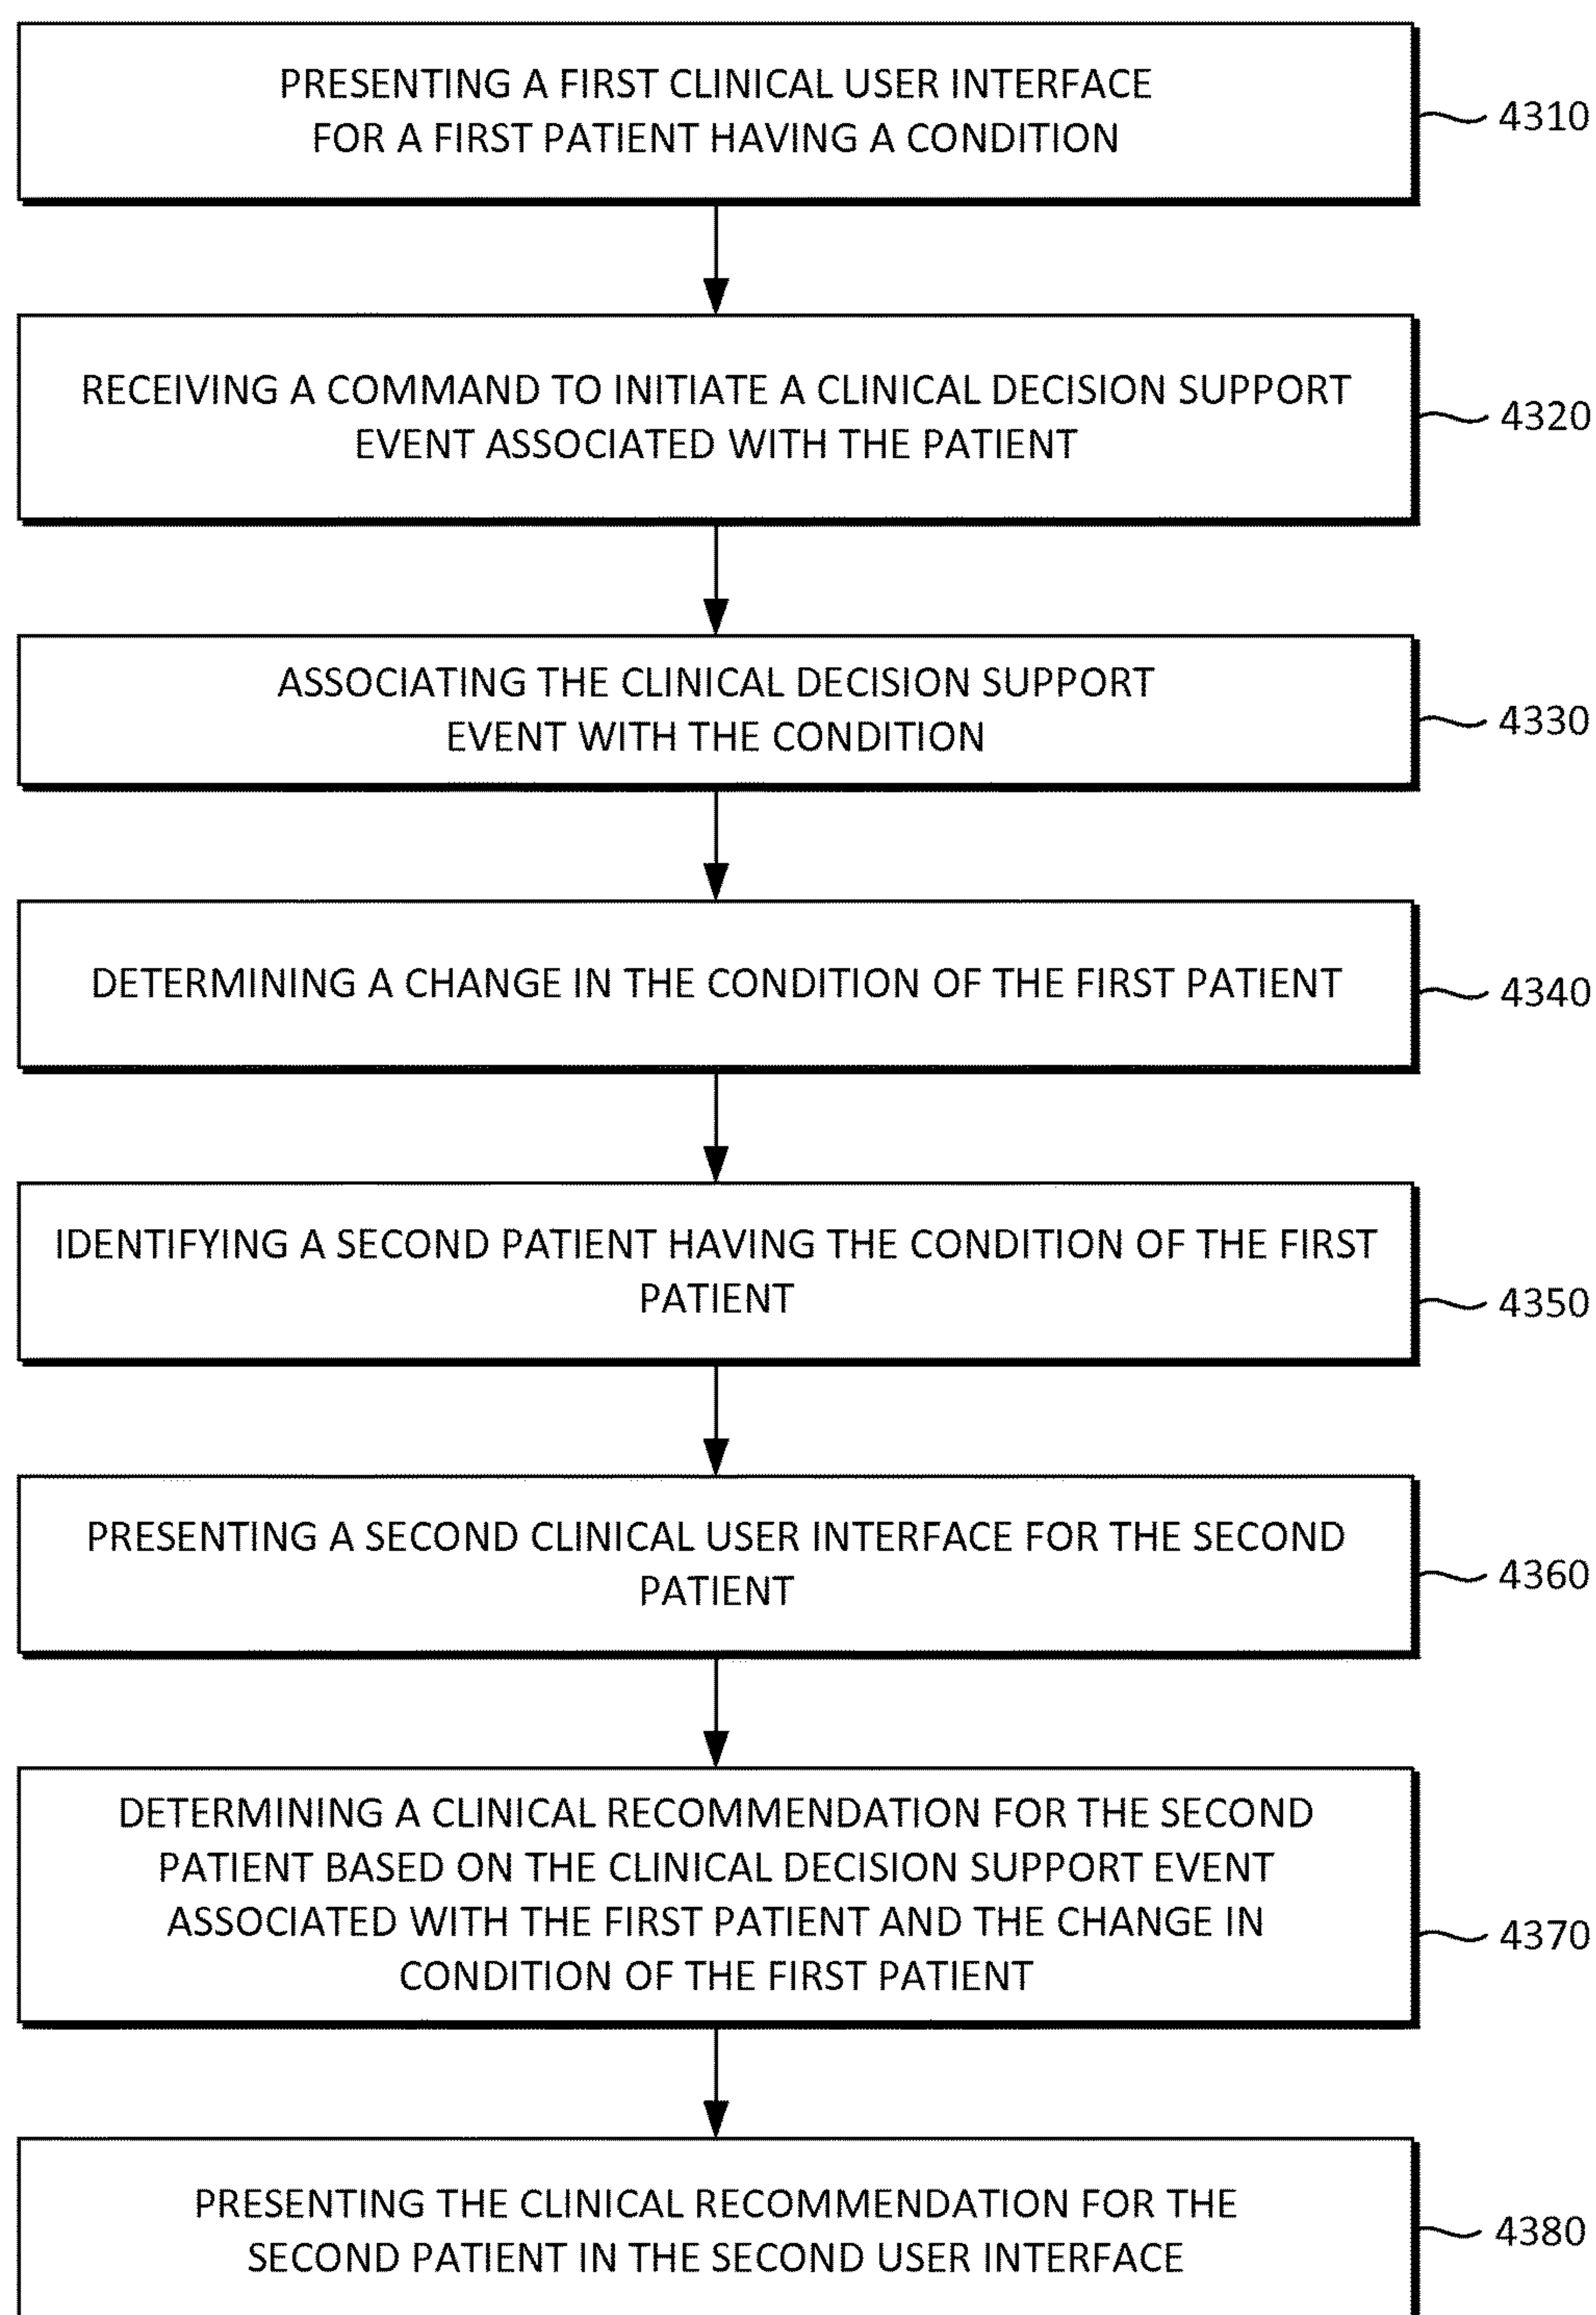 PRESENTING A FIRST CLINICAL USER INTERFACE
FOR A FIRST PATIENT HAVING A CONDITION
4310
RECEIVING A COMMAND TO INITIATE A CLINICAL DECISION SUPPORT
EVENT ASSOCIATED WITH THE PATIENT
4320
ASSOCIATING THE CLINICAL DECISION SUPPORT
EVENT WITH THE CONDITION
4330
DETERMINING A CHANGE IN THE CONDITION OF THE FIRST PATIENT
4340
IDENTIFYING A SECOND PATIENT HAVING THE CONDITION OF THE FIRST
PATIENT
4350
PRESENTING A SECOND CLINICAL USER INTERFACE FOR THE SECOND
PATIENT
4360
DETERMINING A CLINICAL RECOMMENDATION FOR THE SECOND
PATIENT BASED ON THE CLINICAL DECISION SUPPORT EVENT
ASSOCIATED WITH THE FIRST PATIENT AND THE CHANGE IN
CONDITION OF THE FIRST PATIENT
4370
PRESENTING THE CLINICAL RECOMMENDATION FOR THE
SECOND PATIENT IN THE SECOND USER INTERFACE
4380